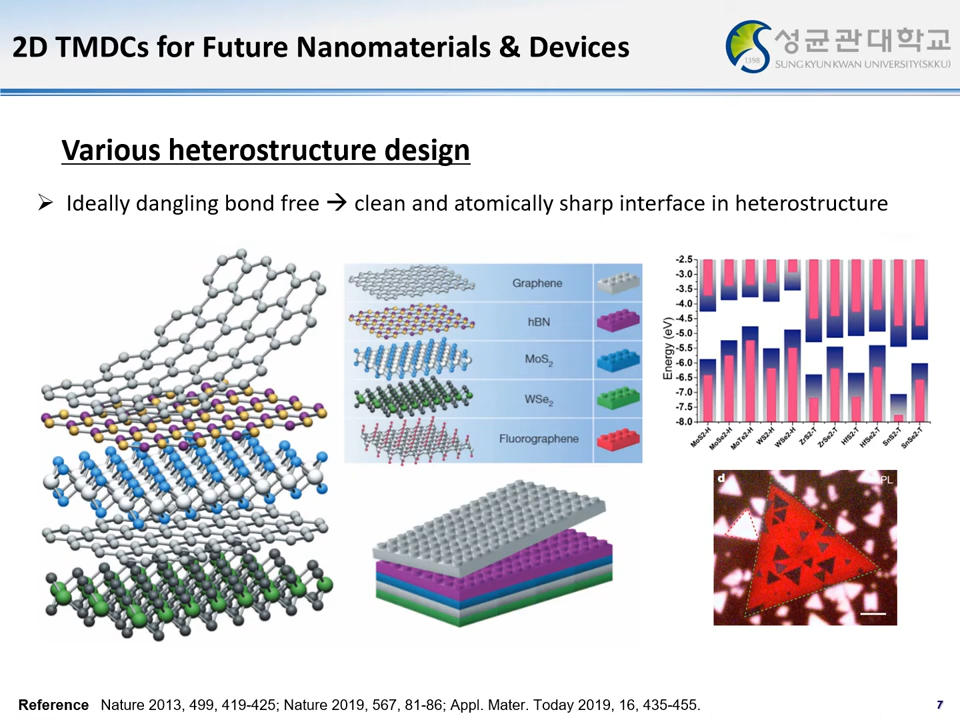 2D TMDCs for Future Nanomaterials & Devices
성균관대학교
SUNG KYUN KWAN UNIVERSITY(SKKU)
1398
Various heterostructure design
➢ Ideally dangling bond free → clean and atomically sharp interface in heterostructure
Graphene
hBN
MoS2
WSe2
Fluorographene
Energy (eV)
-2.5
-3.0
-3.5
-4.0
-4.5
-5.0
-5.5
-6.0
-6.5
-7.0
-7.5
-8.0
MoS2-H
MoSe2-H
MoTe2-H
WS2-H
WSe2-H
ZrS2-T
ZrSe2-T
HfS2-T
HfSe2-T
SnS2-T
SnSe2-T
d
PL
Reference Nature 2013, 499, 419-425; Nature 2019, 567, 81-86; Appl. Mater. Today 2019, 16, 435-455.
7